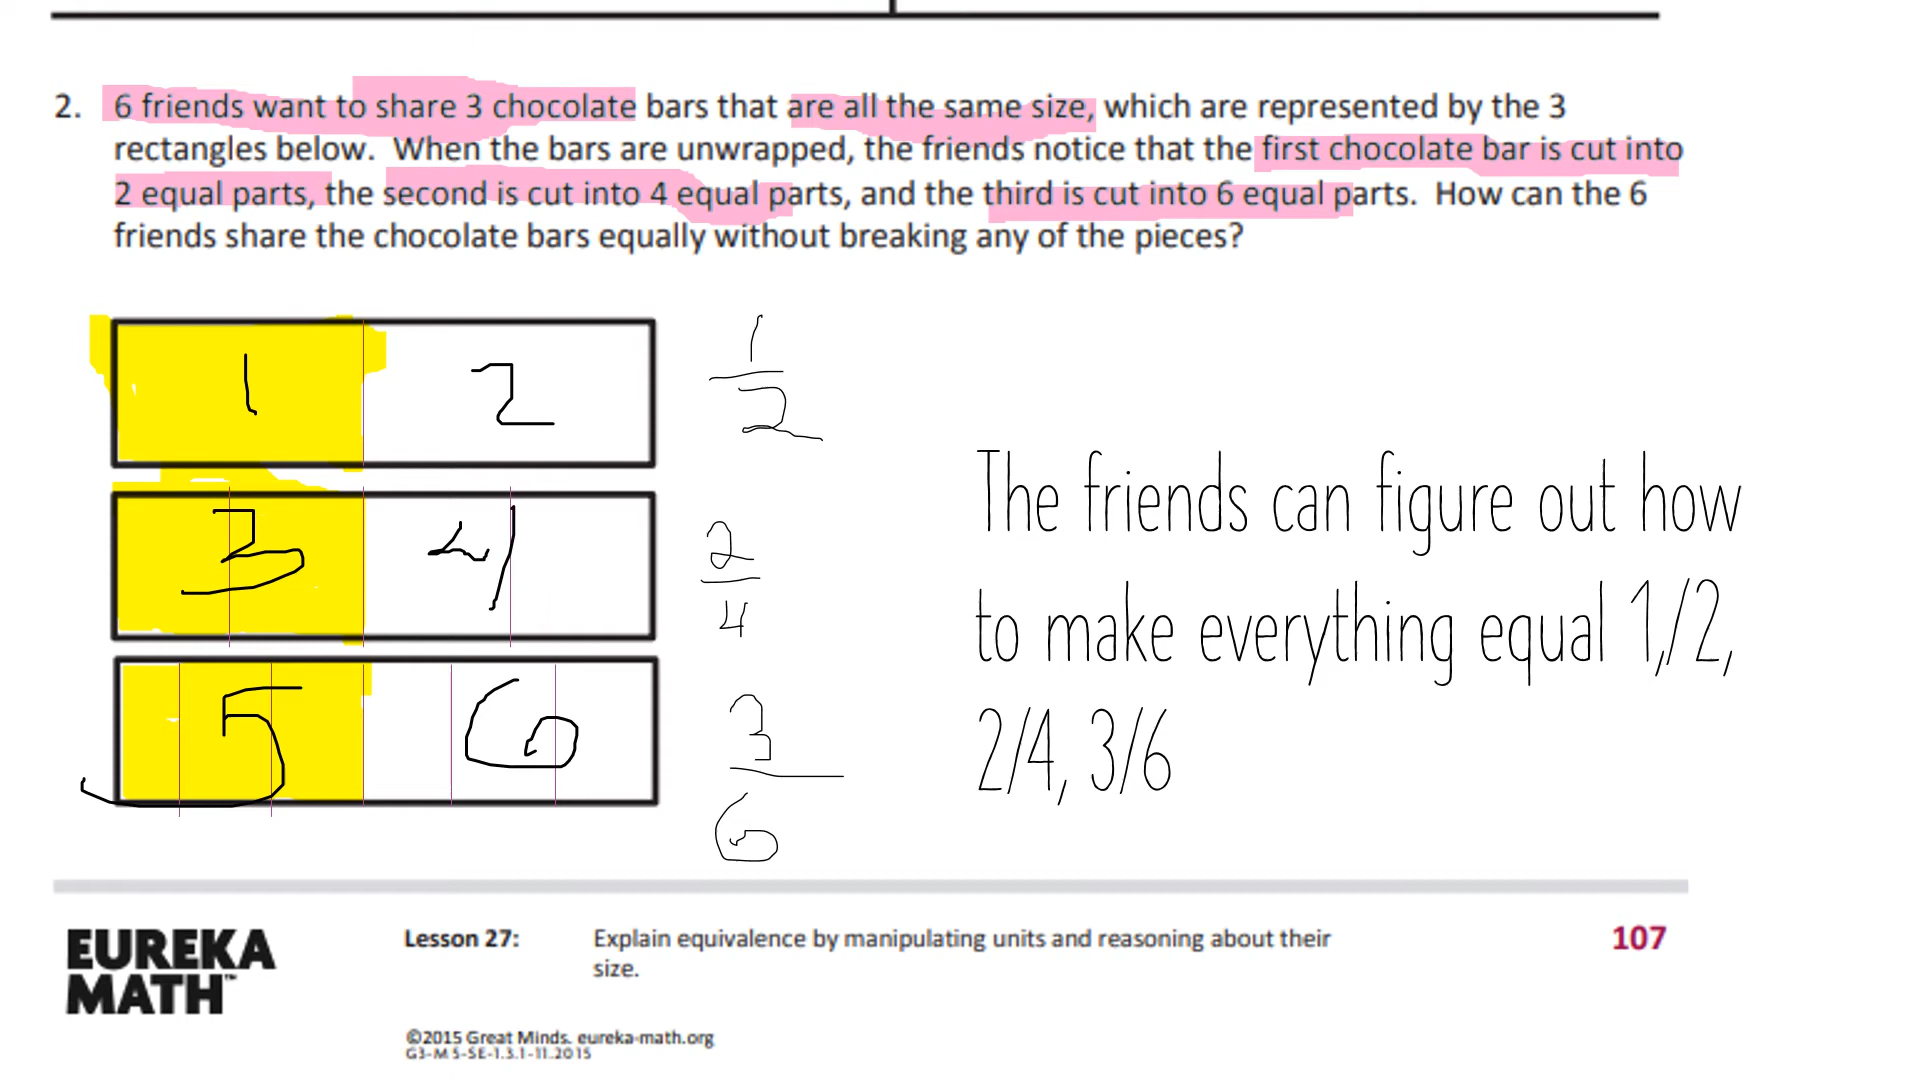 2. 6 friends want to share 3 chocolate bars that are all the same size, which are represented by the 3
rectangles below. When the bars are unwrapped, the friends notice that the first chocolate bar is cut into
2 equal parts, the second is cut into 4 equal parts, and the third is cut into 6 equal parts. How can the 6
friends share the chocolate bars equally without breaking any of the pieces?
1 2
1/2
3 4
2/4
5 6
3/6
The friends can figure out how
to make everything equal 1,/2,
2/4, 3/6
EUREKA
MATH™
Lesson 27: Explain equivalence by manipulating units and reasoning about their
size.
107
©2015 Great Minds. eureka-math.org
G3-M5-SE-1.3.1-11.2015